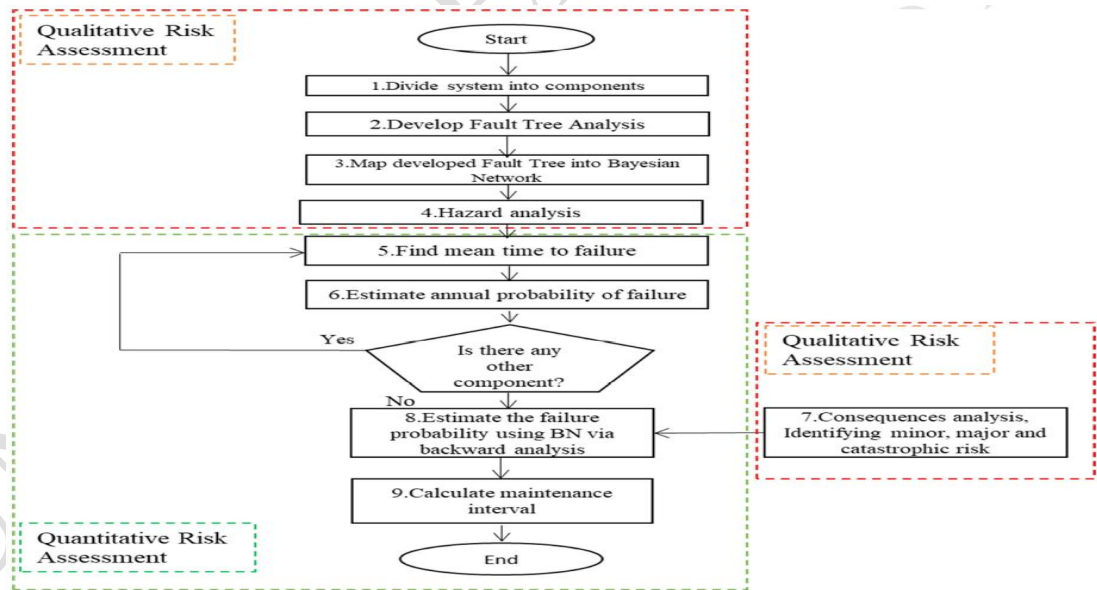 Qualitative Risk
Assessment
Start
1.Divide system into components
2.Develop Fault Tree Analysis
3.Map developed Fault Tree into Bayesian
Network
4.Hazard analysis
5.Find mean time to failure
6.Estimate annual probability of failure
Yes
Is there any
other
component?
No
Qualitative Risk
Assessment
7.Consequences analysis,
Identifying minor, major and
catastrophic risk
8.Estimate the failure
probability using BN via
backward analysis
9.Calculate maintenance
interval
Quantitative Risk
Assessment
End